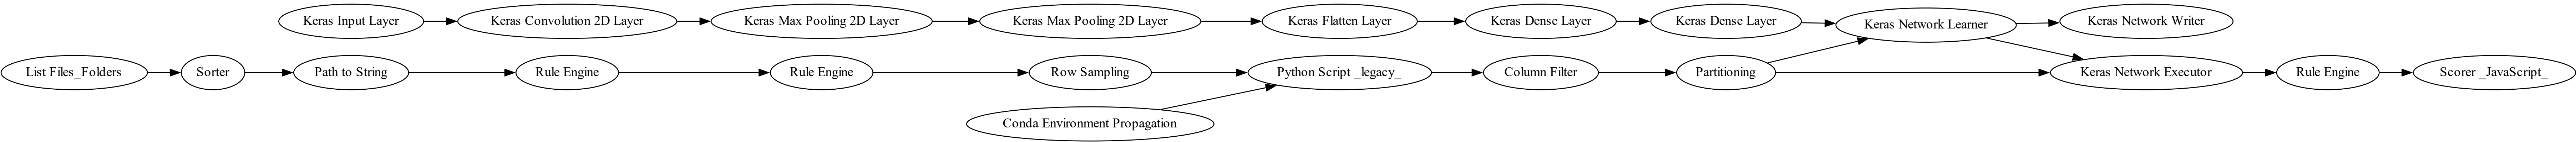 Keras Input Layer
Keras Convolution 2D Layer
Keras Max Pooling 2D Layer
Keras Max Pooling 2D Layer
Keras Flatten Layer
Keras Dense Layer
Keras Dense Layer
Keras Network Learner
Keras Network Writer
List Files_Folders
Sorter
Path to String
Rule Engine
Rule Engine
Row Sampling
Python Script _legacy_
Column Filter
Partitioning
Keras Network Executor
Rule Engine
Scorer _JavaScript_
Conda Environment Propagation